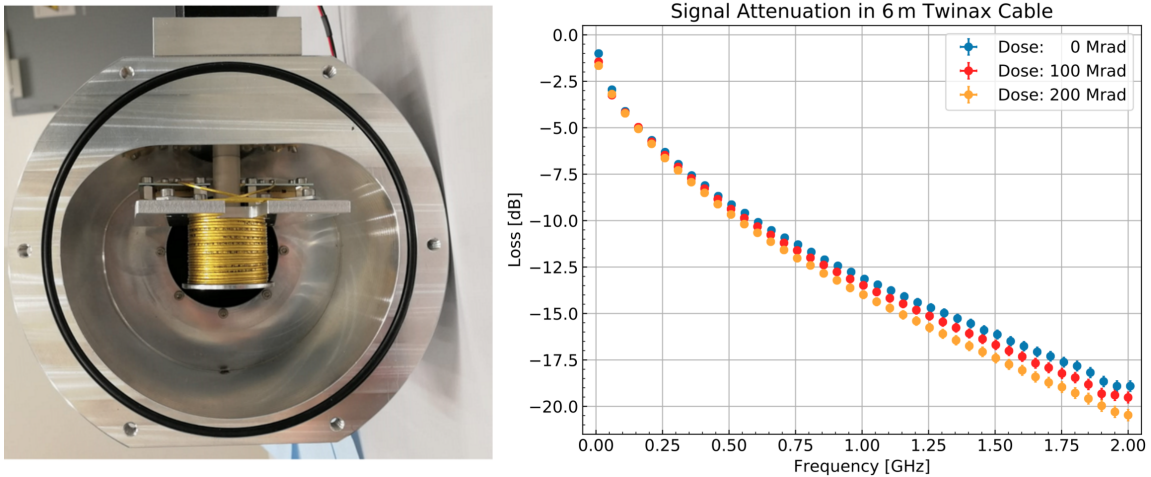 Signal Attenuation in 6 m Twinax Cable
Dose: 0 Mrad
Dose: 100 Mrad
Dose: 200 Mrad
Loss [dB]
0.0
−2.5
−5.0
−7.5
−10.0
−12.5
−15.0
−17.5
−20.0
0.00 0.25 0.50 0.75 1.00 1.25 1.50 1.75 2.00
Frequency [GHz]